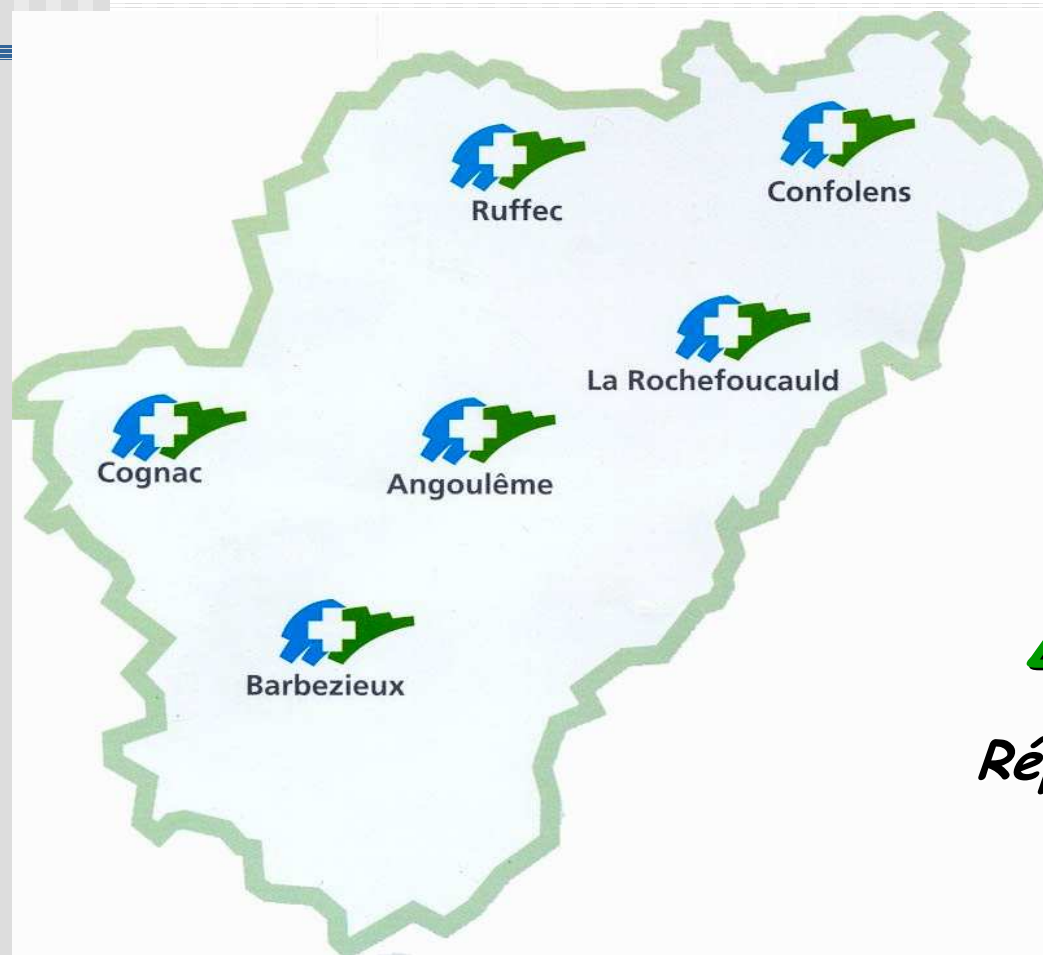 Confolens
Ruffec
La Rochefoucauld
Cognac
Angoulême
Barbezieux